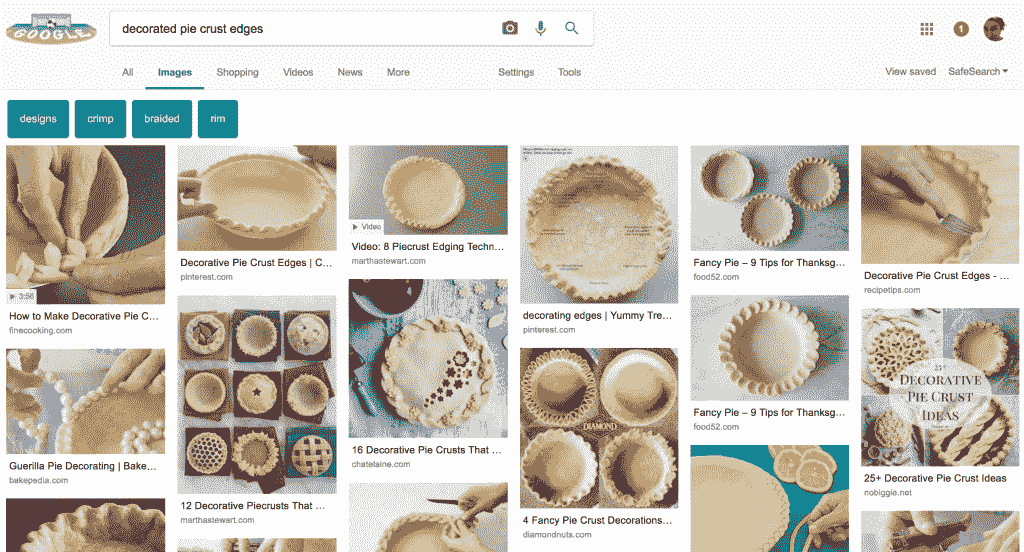 GOOGLE
decorated pie crust edges
1
All Images Shopping Videos News More Settings Tools
View saved SafeSearch
designs crimp braided rim
3:56
How to Make Decorative Pie C...
finecooking.com
Guerilla Pie Decorating | Bake...
bakepedia.com
Decorative Pie Crust Edges | C...
pinterest.com
12 Decorative Piecrusts That ...
marthastewart.com
Video
Video: 8 Piecrust Edging Techn...
marthastewart.com
16 Decorative Pie Crusts That ...
chatelaine.com
decorating edges | Yummy Tre...
pinterest.com
DIAMOND
4 Fancy Pie Crust Decorations...
diamondnuts.com
Fancy Pie – 9 Tips for Thanksg...
food52.com
Fancy Pie – 9 Tips for Thanksg...
food52.com
Decorative Pie Crust Edges - ...
recipetips.com
25+
DECORATIVE
PIE CRUST
IDEAS
25+ Decorative Pie Crust Ideas
nobiggie.net